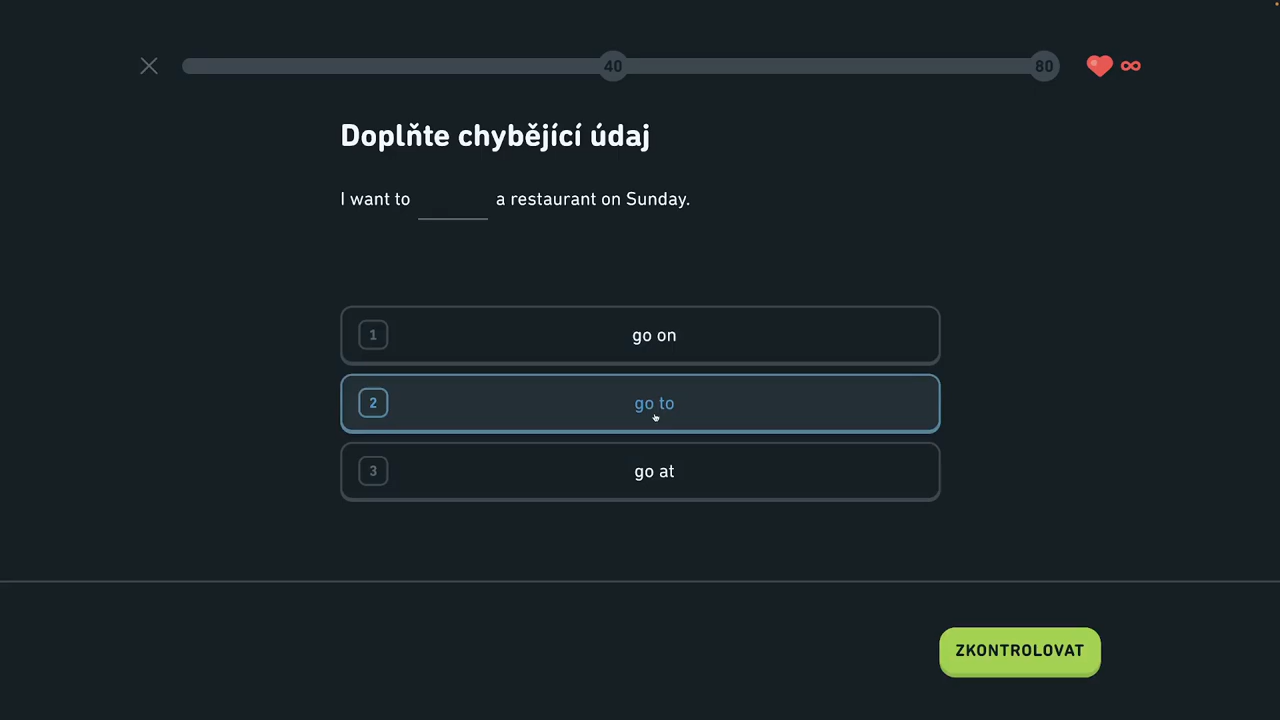 40
80
∞
Doplňte chybějící údaj
I want to ______ a restaurant on Sunday.
1 go on
2 go to
3 go at
ZKONTROLOVAT